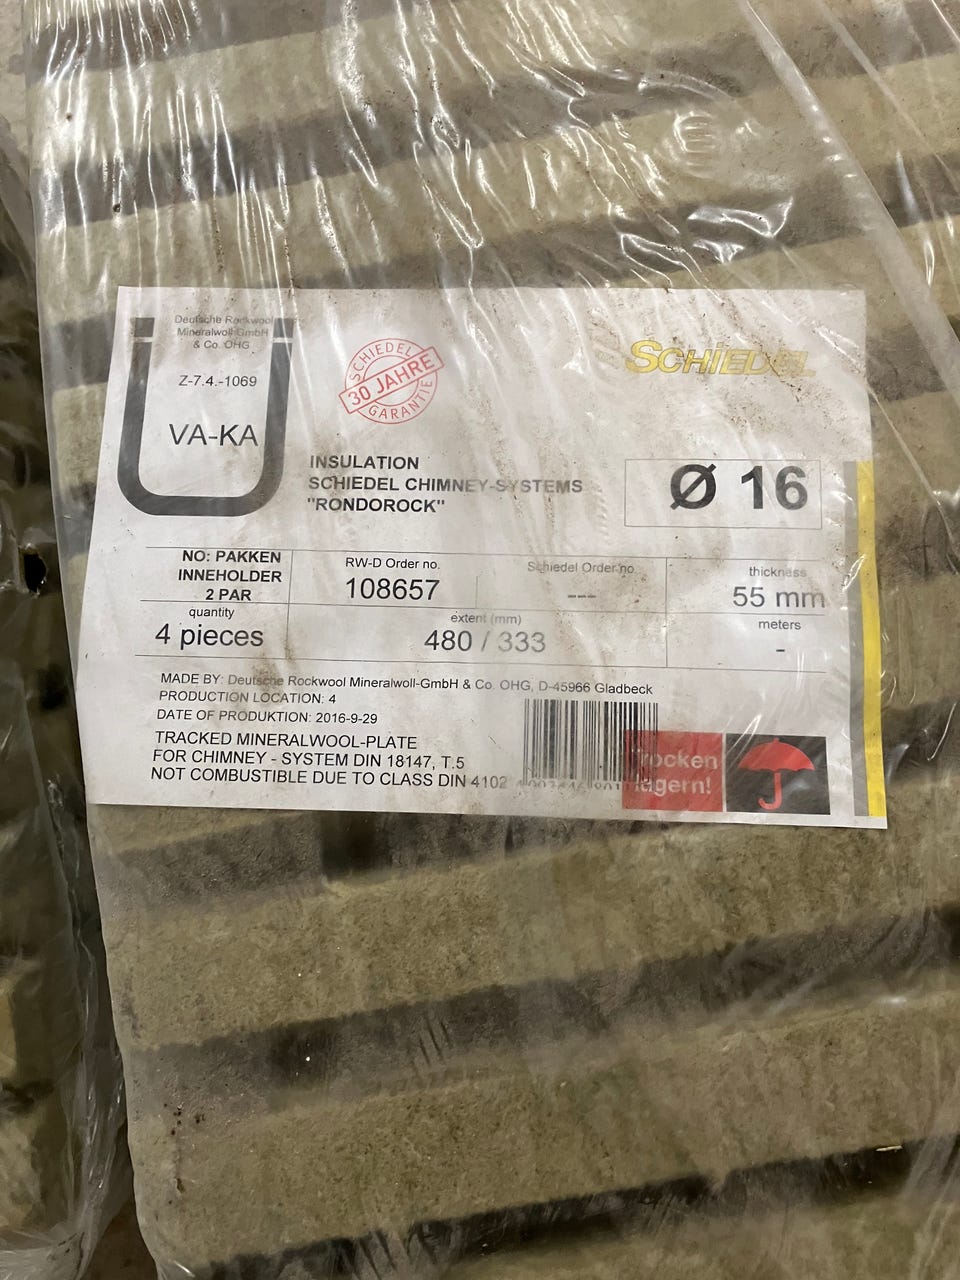 Deutsche Rockwool
Mineralwoll-GmbH
& Co. OHG
Z-7.4.-1069
VA-KA
SCHIEDEL
30 JAHRE
GARANTIE
SCHIEDEL
INSULATION
SCHIEDEL CHIMNEY-SYSTEMS
"RONDOROCK"
Ø 16
NO: PAKKEN
INNEHOLDER
2 PAR
RW-D Order no.
108657
Schiedel Order no.
---
thickness
55 mm
quantity
4 pieces
extent (mm)
480 / 333
meters
-
MADE BY: Deutsche Rockwool Mineralwoll-GmbH & Co. OHG, D-45966 Gladbeck
PRODUCTION LOCATION: 4
DATE OF PRODUKTION: 2016-9-29
TRACKED MINERALWOOL-PLATE
FOR CHIMNEY - SYSTEM DIN 18147, T.5
NOT COMBUSTIBLE DUE TO CLASS DIN 4102
Trocken
lagern!